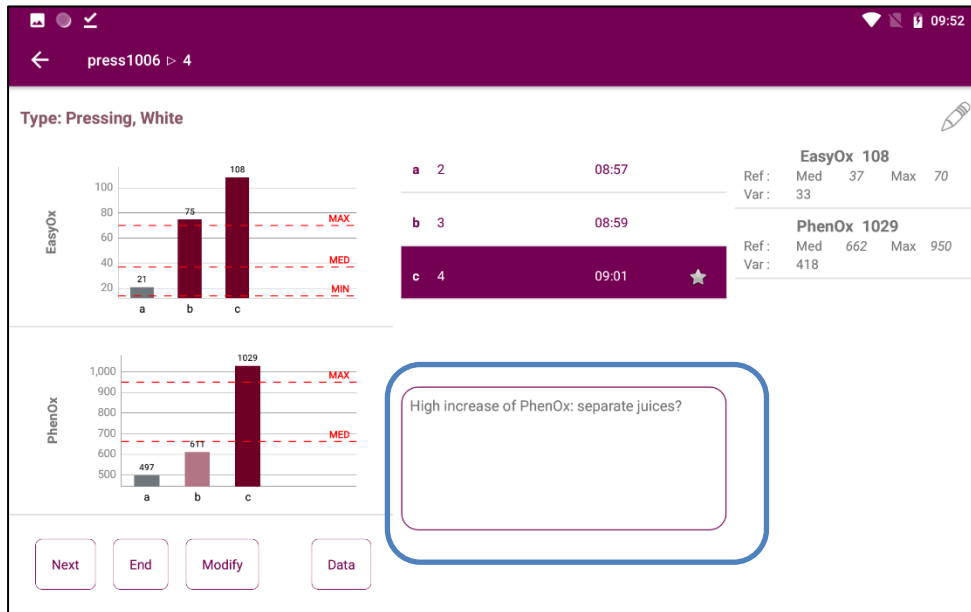 09:52
press1006 ▷ 4
Type: Pressing, White
EasyOx
100
80
60
40
20
21
75
108
MAX
MED
MIN
a b c
PhenOx
1,000
900
800
700
600
500
497
611
1029
MAX
MED
a b c
a 2 08:57
b 3 08:59
c 4 09:01
EasyOx 108
Ref : Med 37 Max 70
Var : 33
PhenOx 1029
Ref : Med 662 Max 950
Var : 418
High increase of PhenOx: separate juices?
Next End Modify Data